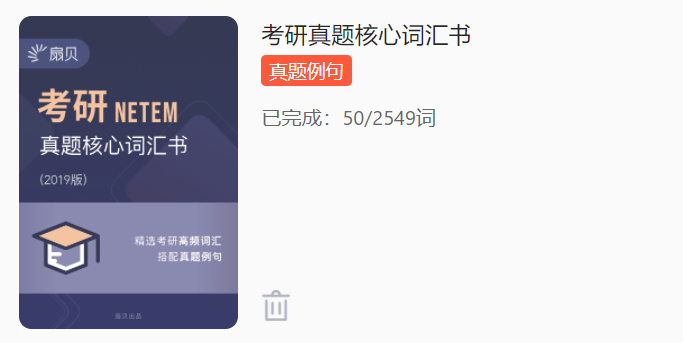 扇贝
考研 NETEM
真题核心词汇书
(2019版)
精选考研高频词汇
搭配真题例句
扇贝出品
考研真题核心词汇书
真题例句
已完成：50/2549词